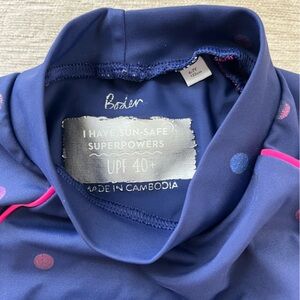 Boden
I HAVE SUN-SAFE
SUPERPOWERS
UPF 40+
MADE IN CAMBODIA